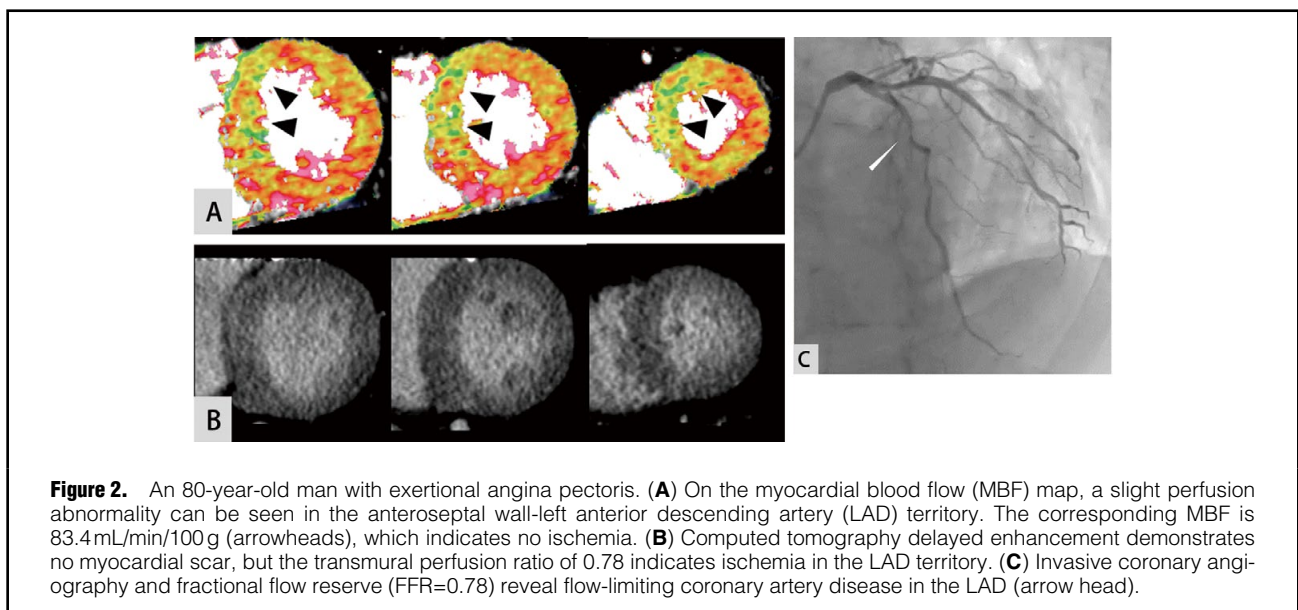 A
B
C
Figure 2. An 80-year-old man with exertional angina pectoris. (A) On the myocardial blood flow (MBF) map, a slight perfusion
abnormality can be seen in the anteroseptal wall-left anterior descending artery (LAD) territory. The corresponding MBF is
83.4 mL/min/100 g (arrowheads), which indicates no ischemia. (B) Computed tomography delayed enhancement demonstrates
no myocardial scar, but the transmural perfusion ratio of 0.78 indicates ischemia in the LAD territory. (C) Invasive coronary angi-
ography and fractional flow reserve (FFR=0.78) reveal flow-limiting coronary artery disease in the LAD (arrow head).